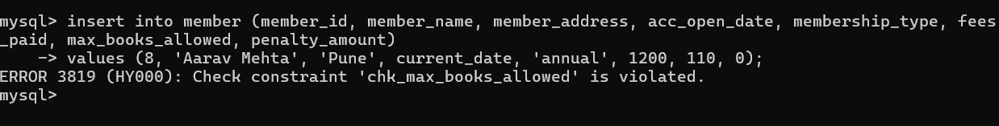 mysql> insert into member (member_id, member_name, member_address, acc_open_date, membership_type, fees
_paid, max_books_allowed, penalty_amount)
    -> values (8, 'Aarav Mehta', 'Pune', current_date, 'annual', 1200, 110, 0);
ERROR 3819 (HY000): Check constraint 'chk_max_books_allowed' is violated.
mysql>